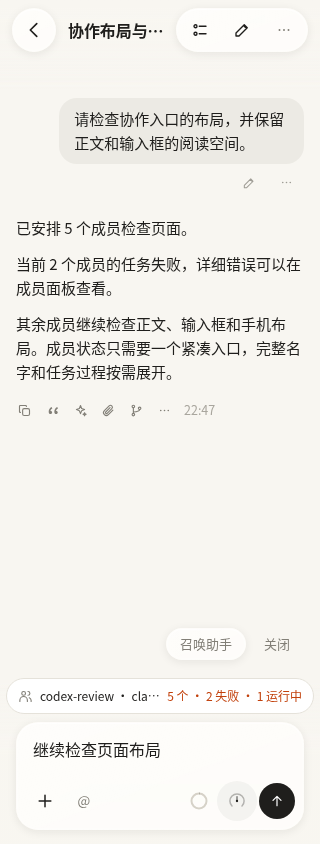 协作布局与…
请检查协作入口的布局，并保留
正文和输入框的阅读空间。
已安排 5 个成员检查页面。
当前 2 个成员的任务失败，详细错误可以在
成员面板查看。
其余成员继续检查正文、输入框和手机布
局。成员状态只需要一个紧凑入口，完整名
字和任务过程按需展开。
22:47
召唤助手 关闭
codex-review · cla… 5 个 · 2 失败 · 1 运行中
继续检查页面布局
@